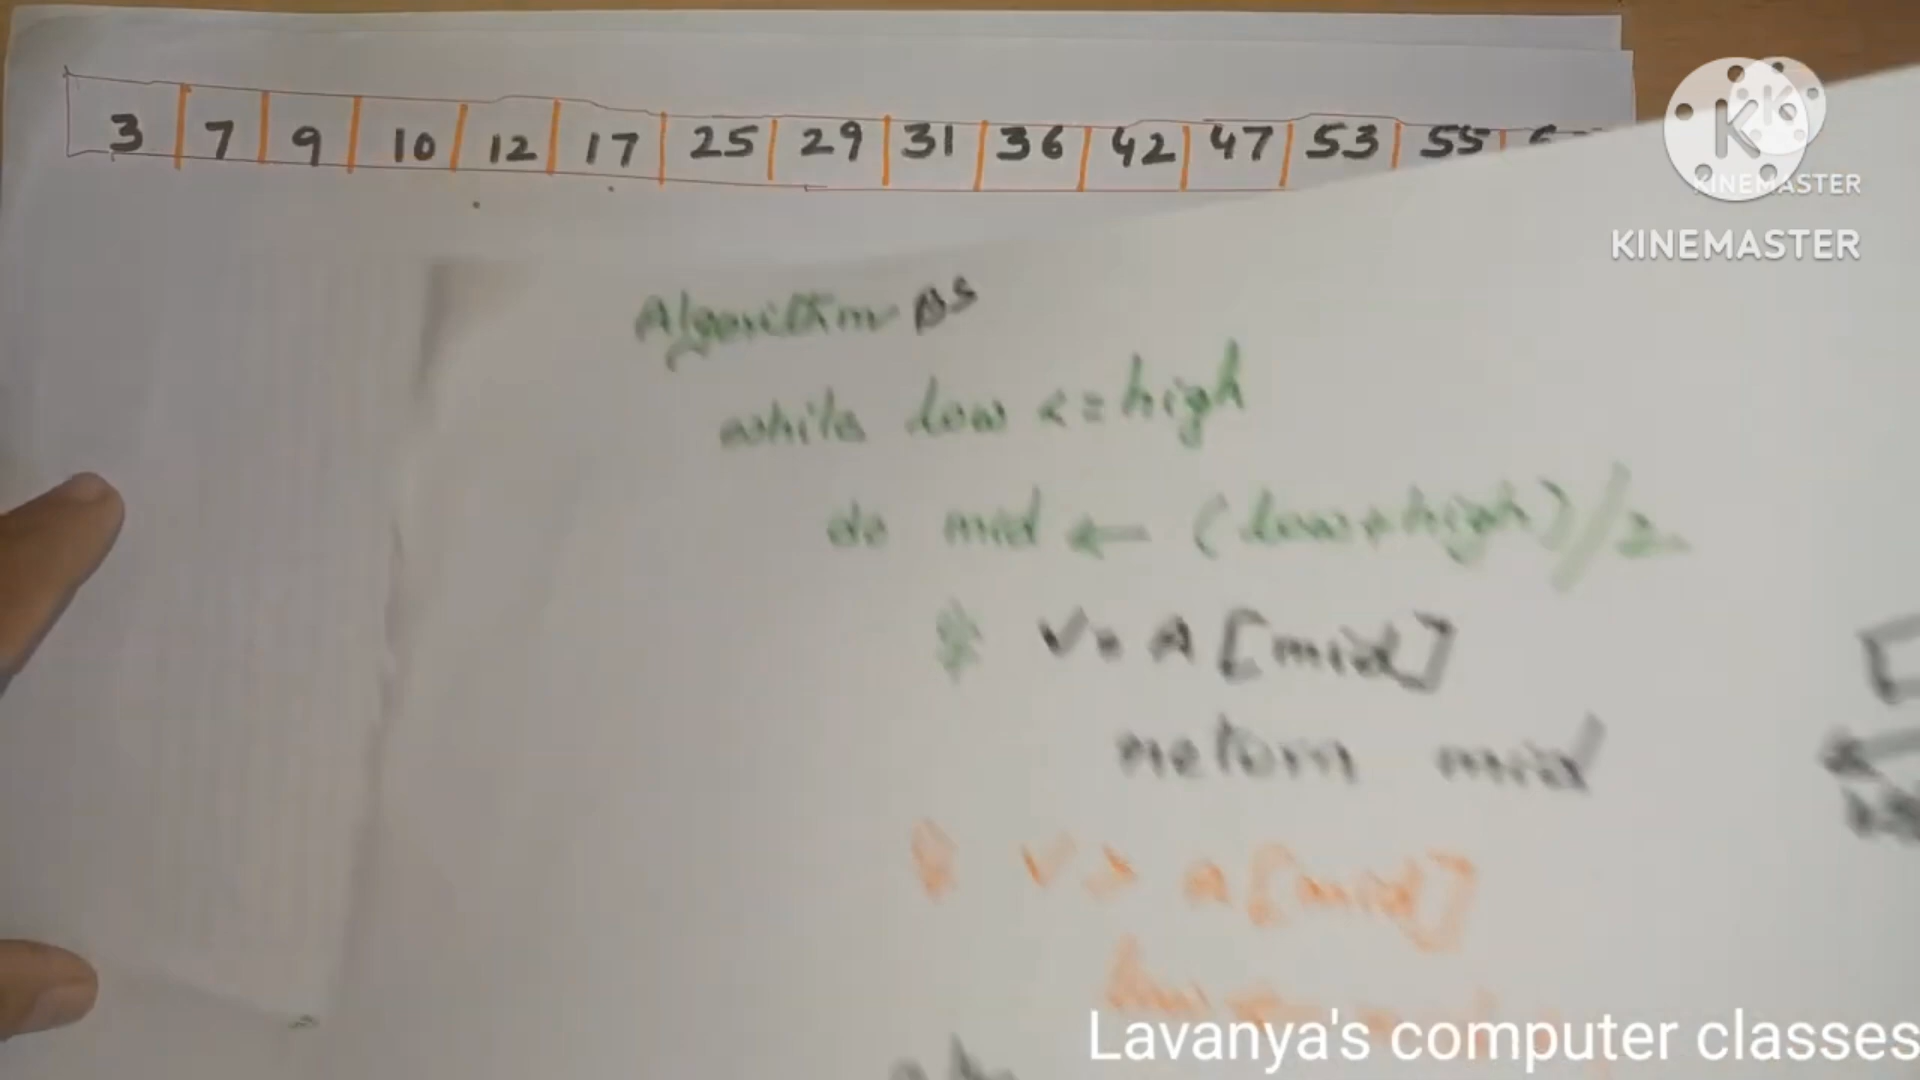 3 7 9 10 12 17 25 29 31 36 42 47 53 55
KINEMASTER
KINEMASTER
Algorithm BS
while low <= high
do mid ← (low+high)/2
if V = A [mid]
return mid
if V > A [mid]
low
Lavanya's computer classes